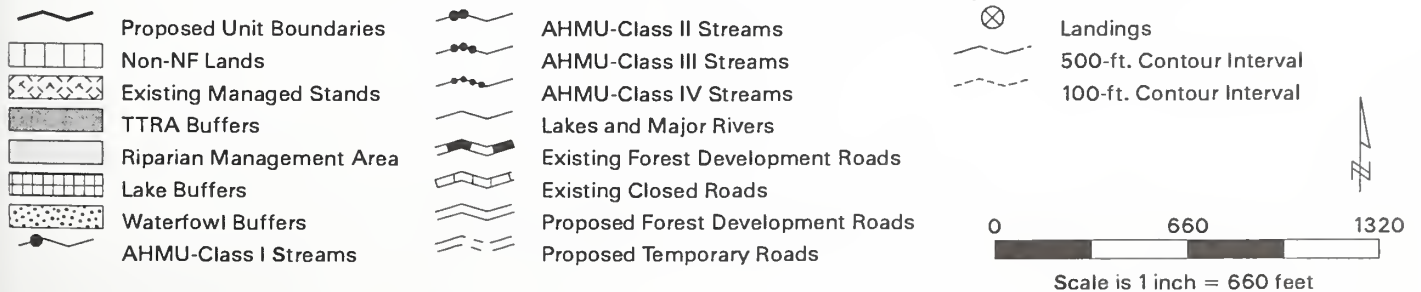 Proposed Unit Boundaries
Non-NF Lands
Existing Managed Stands
TTRA Buffers
Riparian Management Area
Lake Buffers
Waterfowl Buffers
AHMU-Class I Streams
AHMU-Class II Streams
AHMU-Class III Streams
AHMU-Class IV Streams
Lakes and Major Rivers
Existing Forest Development Roads
Existing Closed Roads
Proposed Forest Development Roads
Proposed Temporary Roads
Landings
500-ft. Contour Interval
100-ft. Contour Interval
0 660 1320
Scale is 1 inch = 660 feet